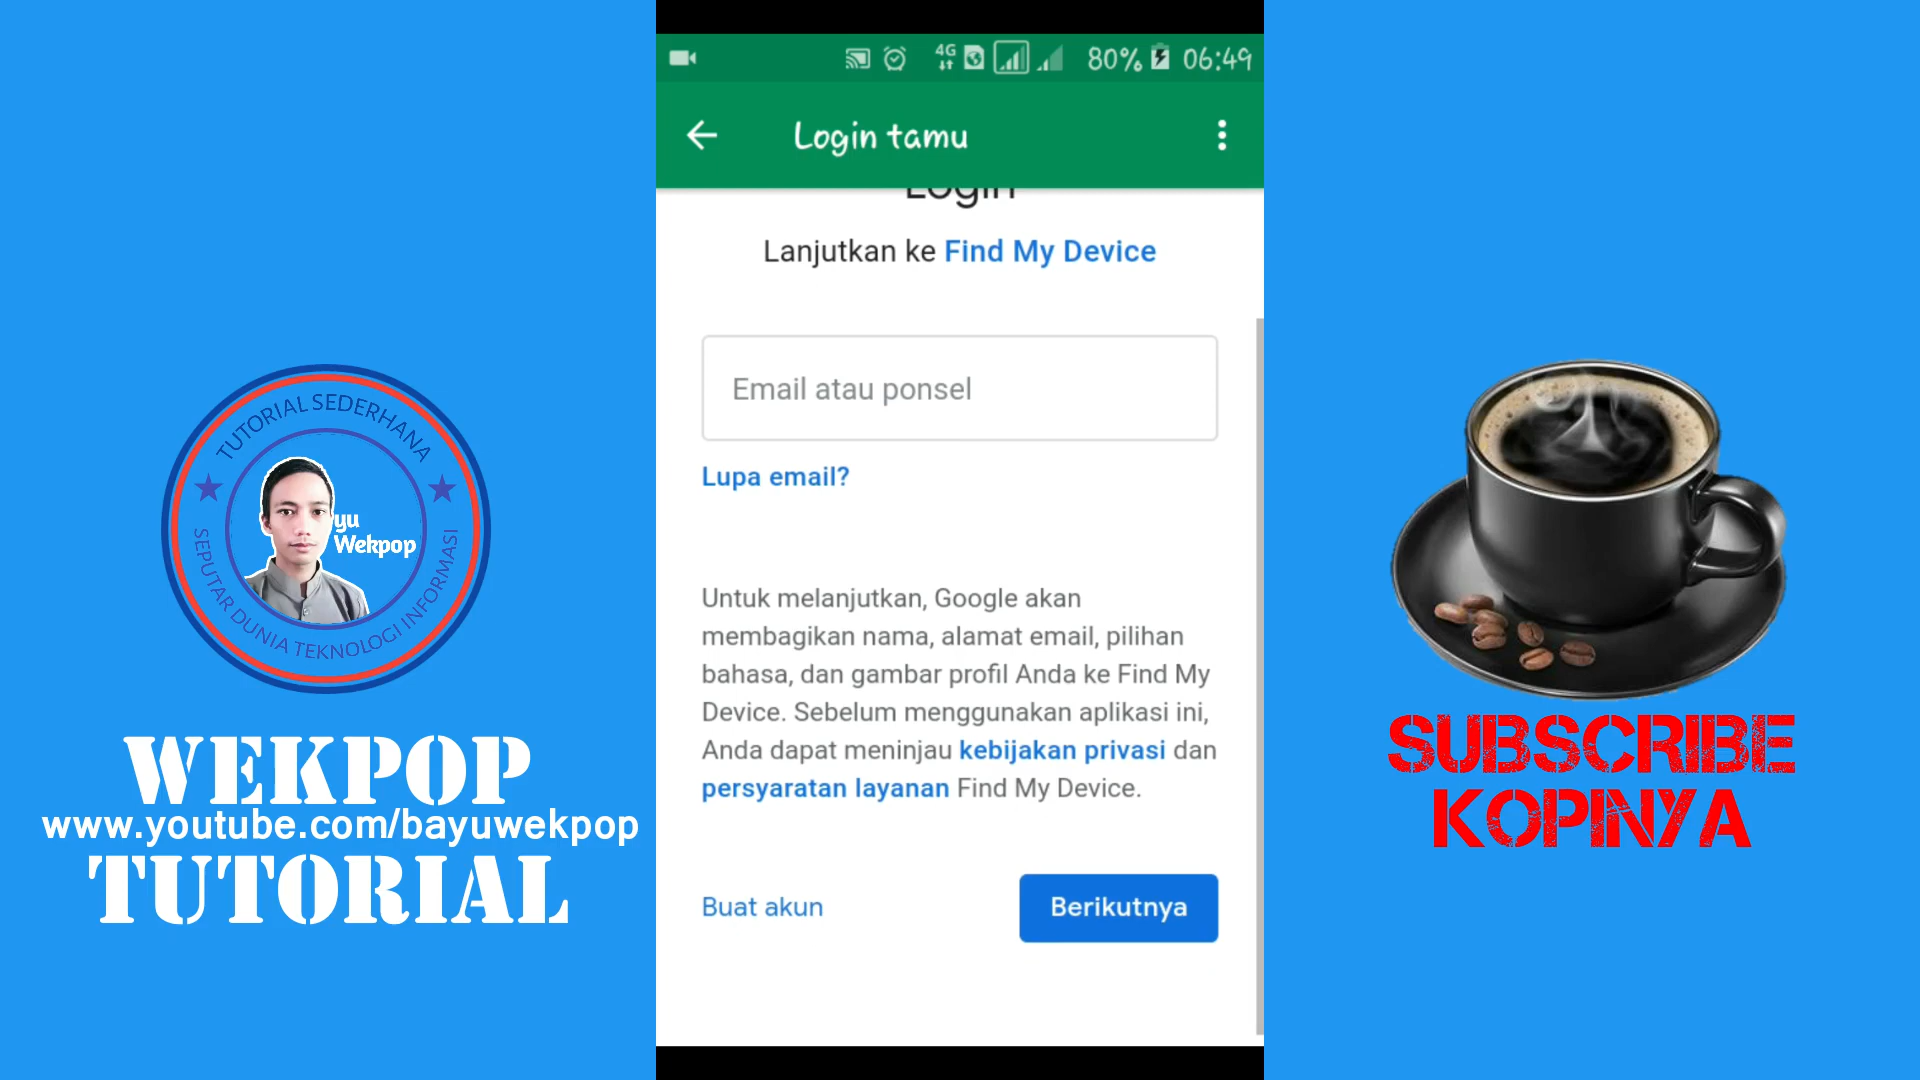 TUTORIAL SEDERHANA
yu
Wekpop
SEPUTAR DUNIA TEKNOLOGI INFORMASI
WEKPOP
www.youtube.com/bayuwekpop
TUTORIAL
4G
80%
06:49
Login tamu
Login
Lanjutkan ke Find My Device
Email atau ponsel
Lupa email?
Untuk melanjutkan, Google akan
membagikan nama, alamat email, pilihan
bahasa, dan gambar profil Anda ke Find My
Device. Sebelum menggunakan aplikasi ini,
Anda dapat meninjau kebijakan privasi dan
persyaratan layanan Find My Device.
Buat akun
Berikutnya
SUBSCRIBE
KOPINYA